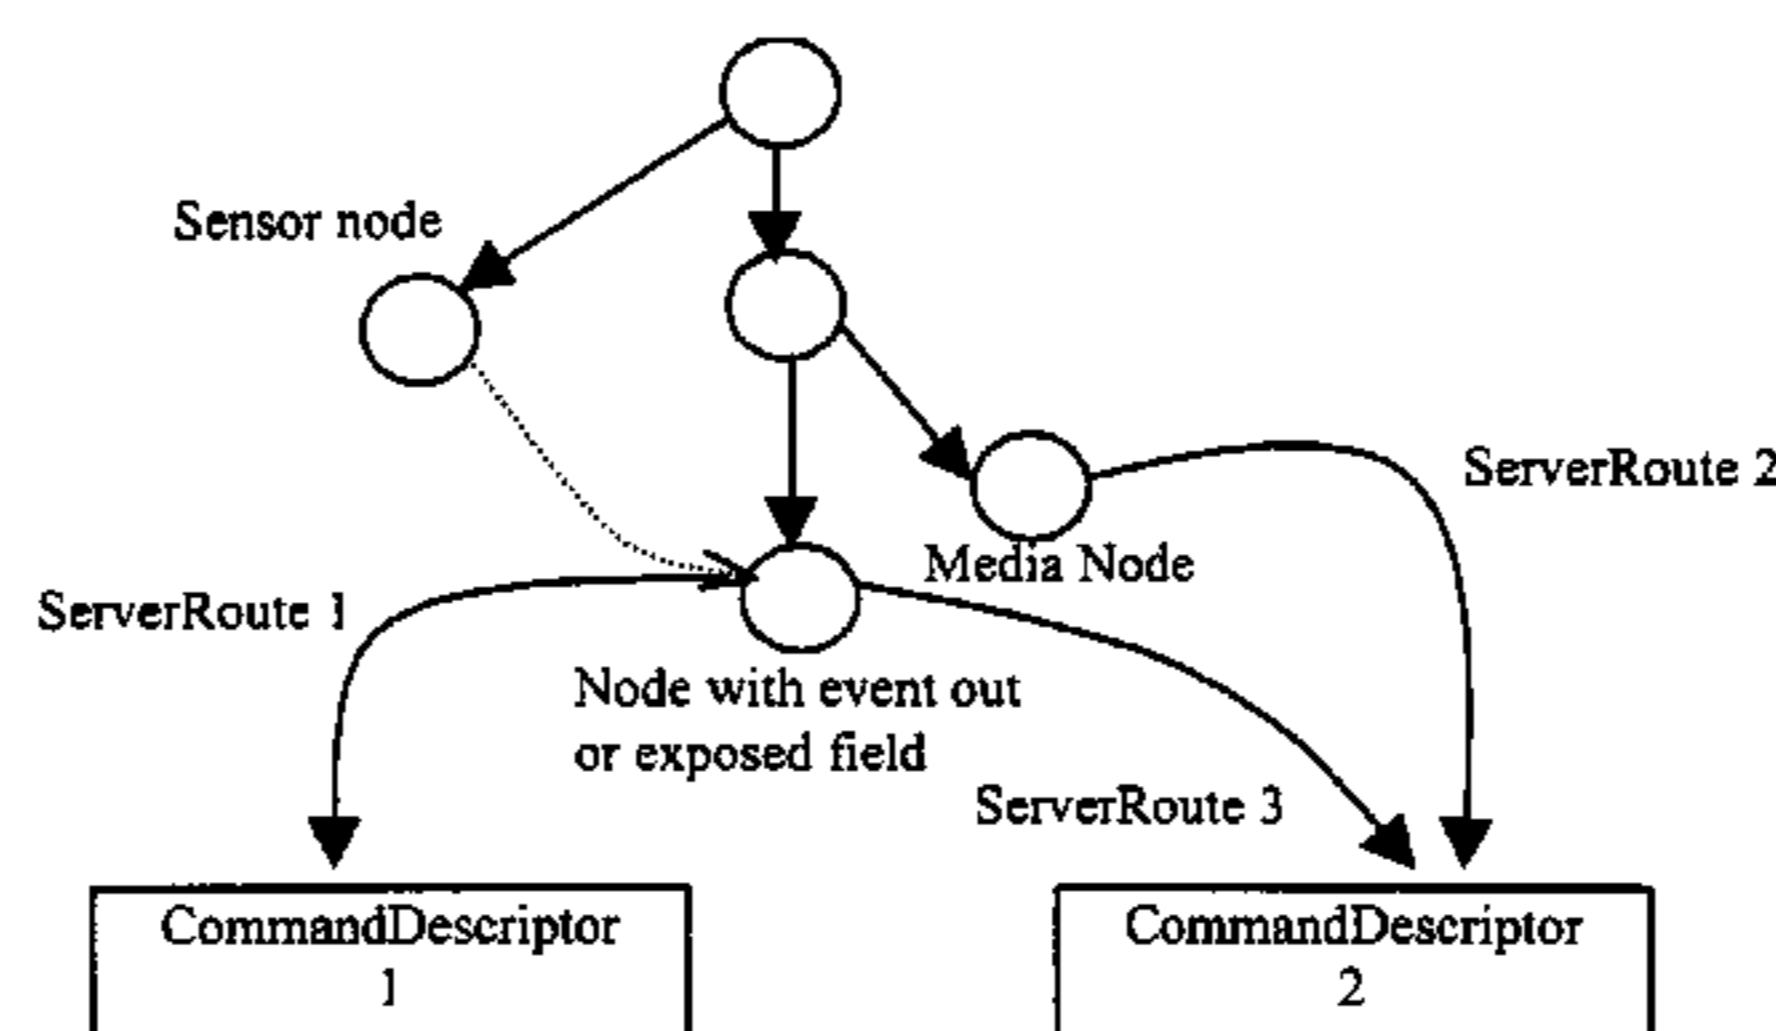 Sensor node
ServerRoute 2
Media Node
ServerRoute 1
Node with event out
or exposed field
ServerRoute 3
CommandDescriptor
1
CommandDescriptor
2